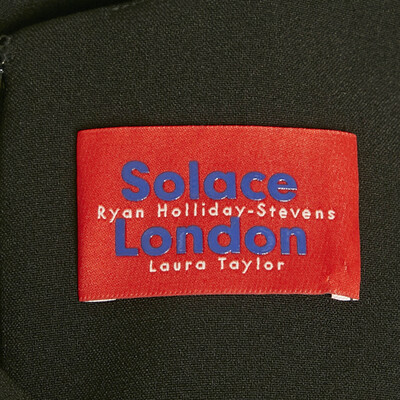 Solace
Ryan Holliday-Stevens
London
Laura Taylor